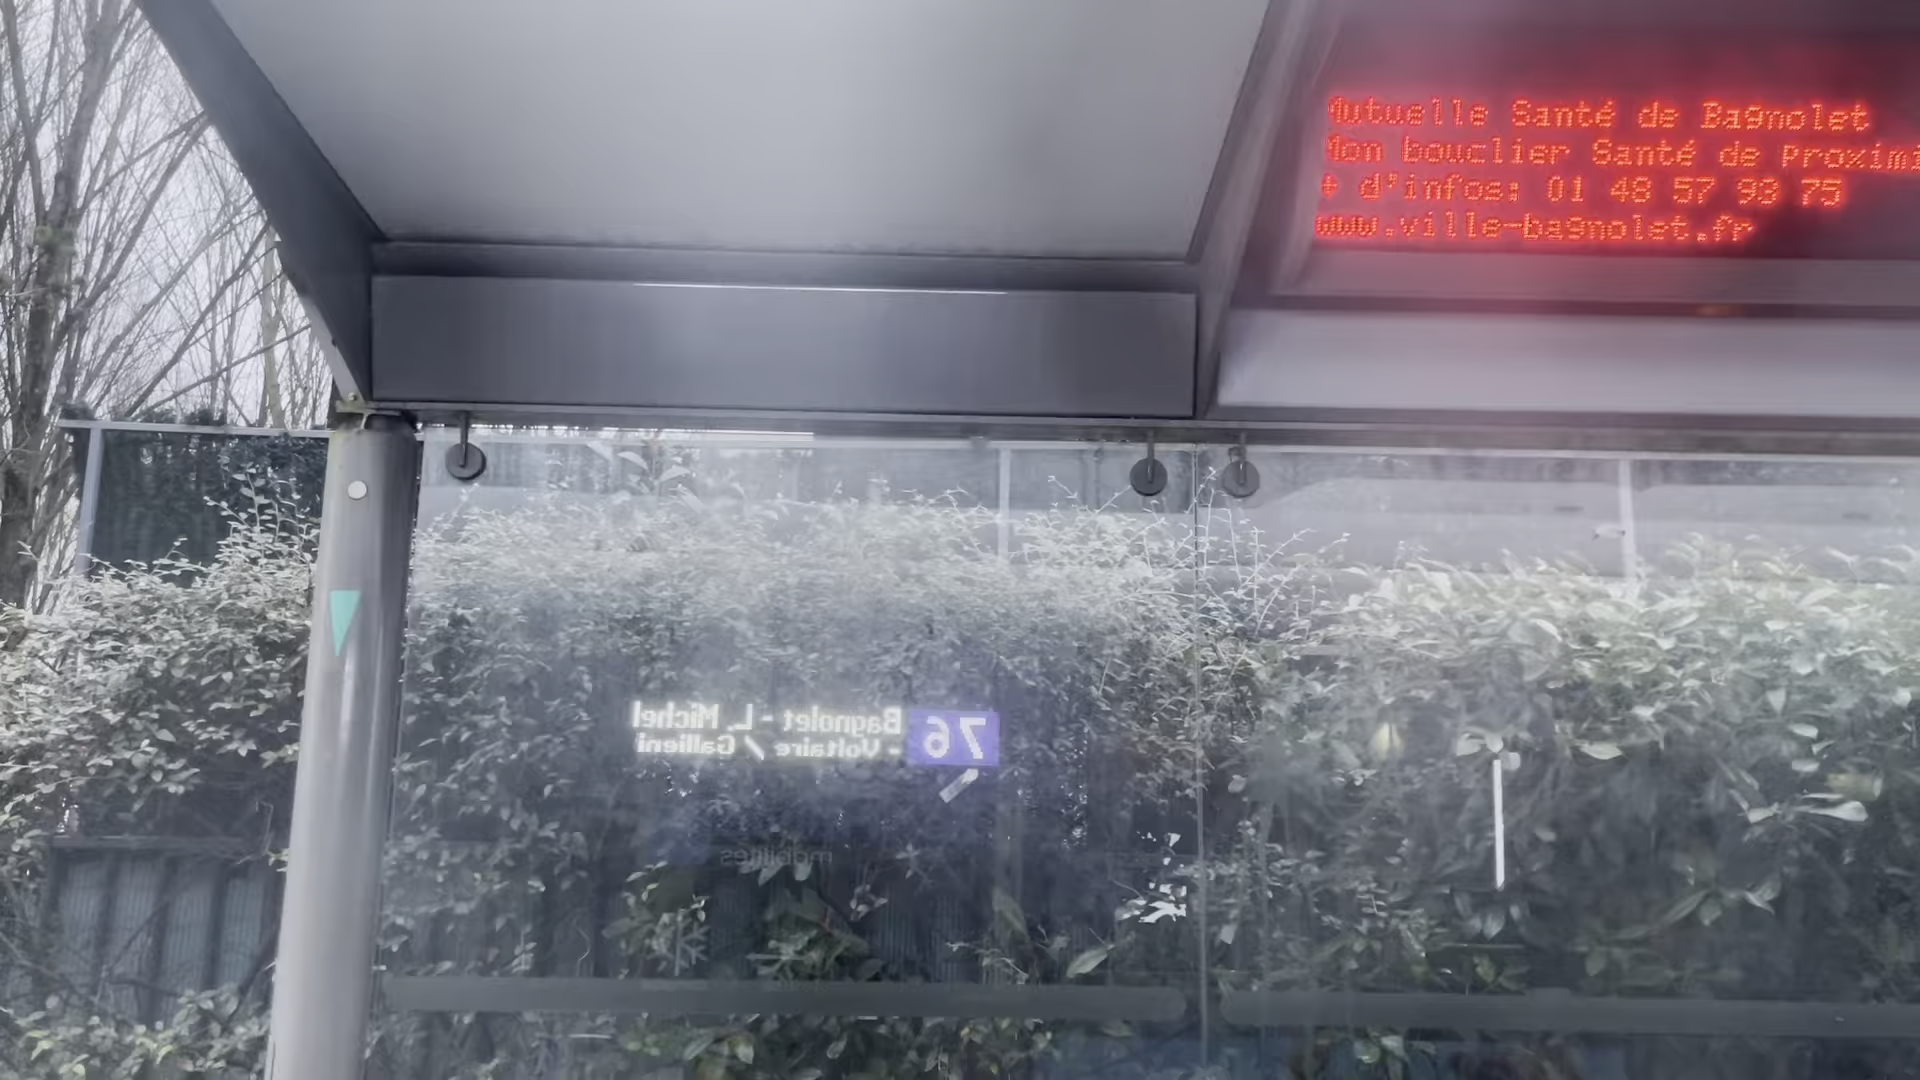 Mutuelle Santé de Bagnolet
Mon bouclier Santé de Proximi
+ d'infos: 01 48 57 93 75
www.ville-bagnolet.fr
76 Bagnolet - L. Michel
- Voltaire / Gallieni
mobilités